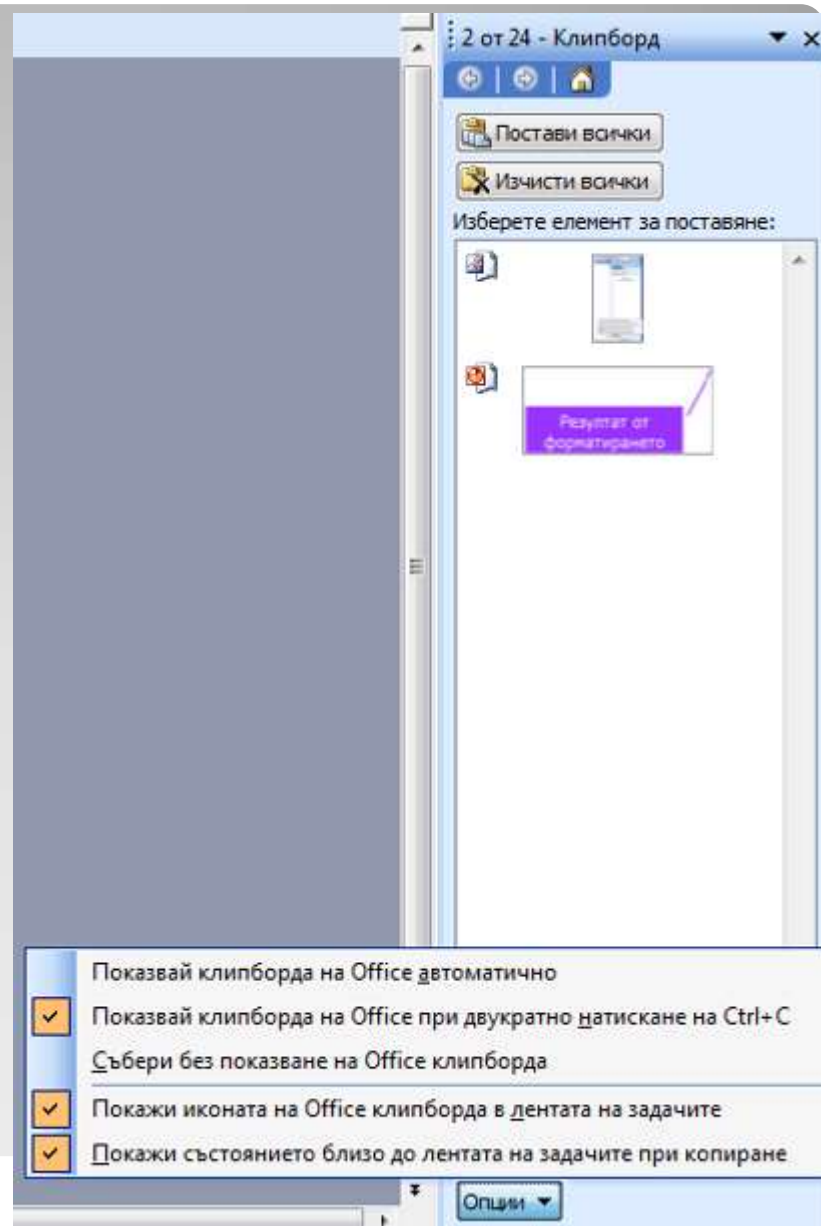 2 от 24 - Клипборд
Постави всички
Изчисти всички
Изберете елемент за поставяне:
Резултат от
форматирането
Показвай клипборда на Office автоматично
Показвай клипборда на Office при двукратно натискане на Ctrl+C
Събери без показване на Office клипборда
Покажи иконата на Office клипборда в лентата на задачите
Покажи състоянието близо до лентата на задачите при копиране
Опции